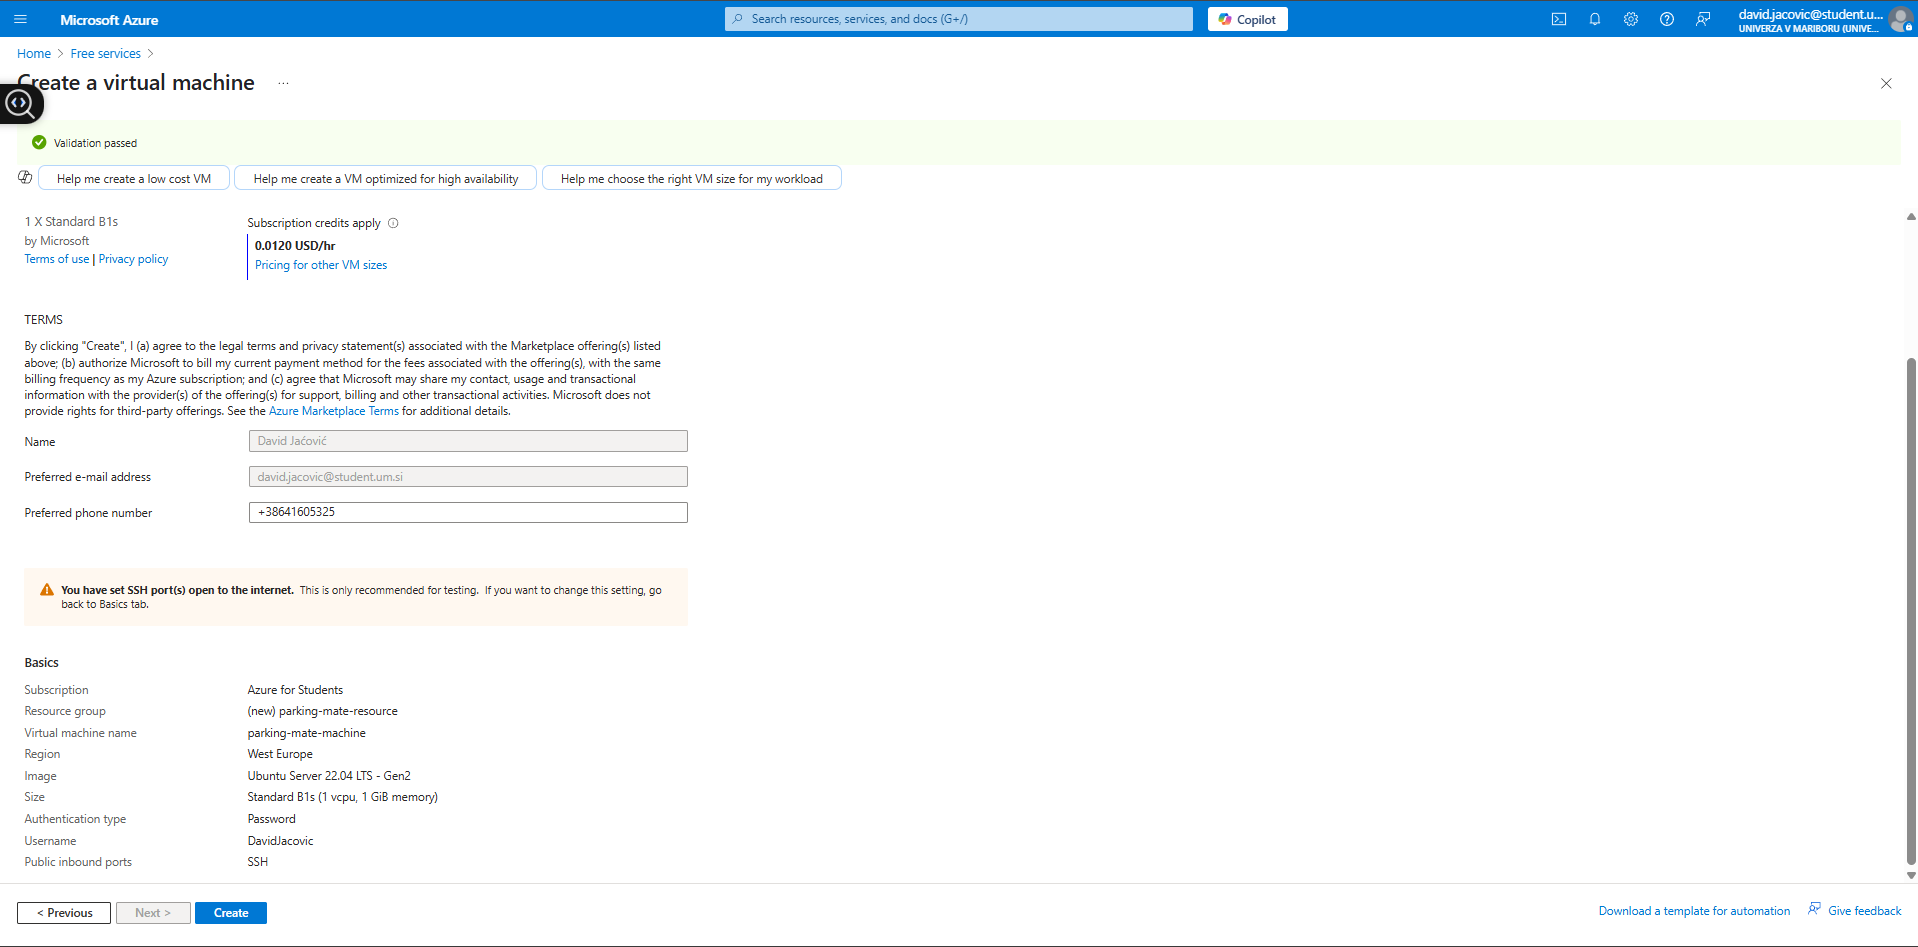 Microsoft Azure
Search resources, services, and docs (G+/)
Copilot
david.jacovic@student.u...
UNIVERZA V MARIBORU (UNIVE...
Home > Free services >
Create a virtual machine ...
Validation passed
Help me create a low cost VM
Help me create a VM optimized for high availability
Help me choose the right VM size for my workload
1 X Standard B1s
by Microsoft
Terms of use | Privacy policy
Subscription credits apply
0.0120 USD/hr
Pricing for other VM sizes
TERMS
By clicking "Create", I (a) agree to the legal terms and privacy statement(s) associated with the Marketplace offering(s) listed
above; (b) authorize Microsoft to bill my current payment method for the fees associated with the offering(s), with the same
billing frequency as my Azure subscription; and (c) agree that Microsoft may share my contact, usage and transactional
information with the provider(s) of the offering(s) for support, billing and other transactional activities. Microsoft does not
provide rights for third-party offerings. See the Azure Marketplace Terms for additional details.
Name David Jaćović
Preferred e-mail address david.jacovic@student.um.si
Preferred phone number +38641605325
You have set SSH port(s) open to the internet. This is only recommended for testing. If you want to change this setting, go
back to Basics tab.
Basics
Subscription Azure for Students
Resource group (new) parking-mate-resource
Virtual machine name parking-mate-machine
Region West Europe
Image Ubuntu Server 22.04 LTS - Gen2
Size Standard B1s (1 vcpu, 1 GiB memory)
Authentication type Password
Username DavidJacovic
Public inbound ports SSH
< Previous
Next >
Create
Download a template for automation
Give feedback